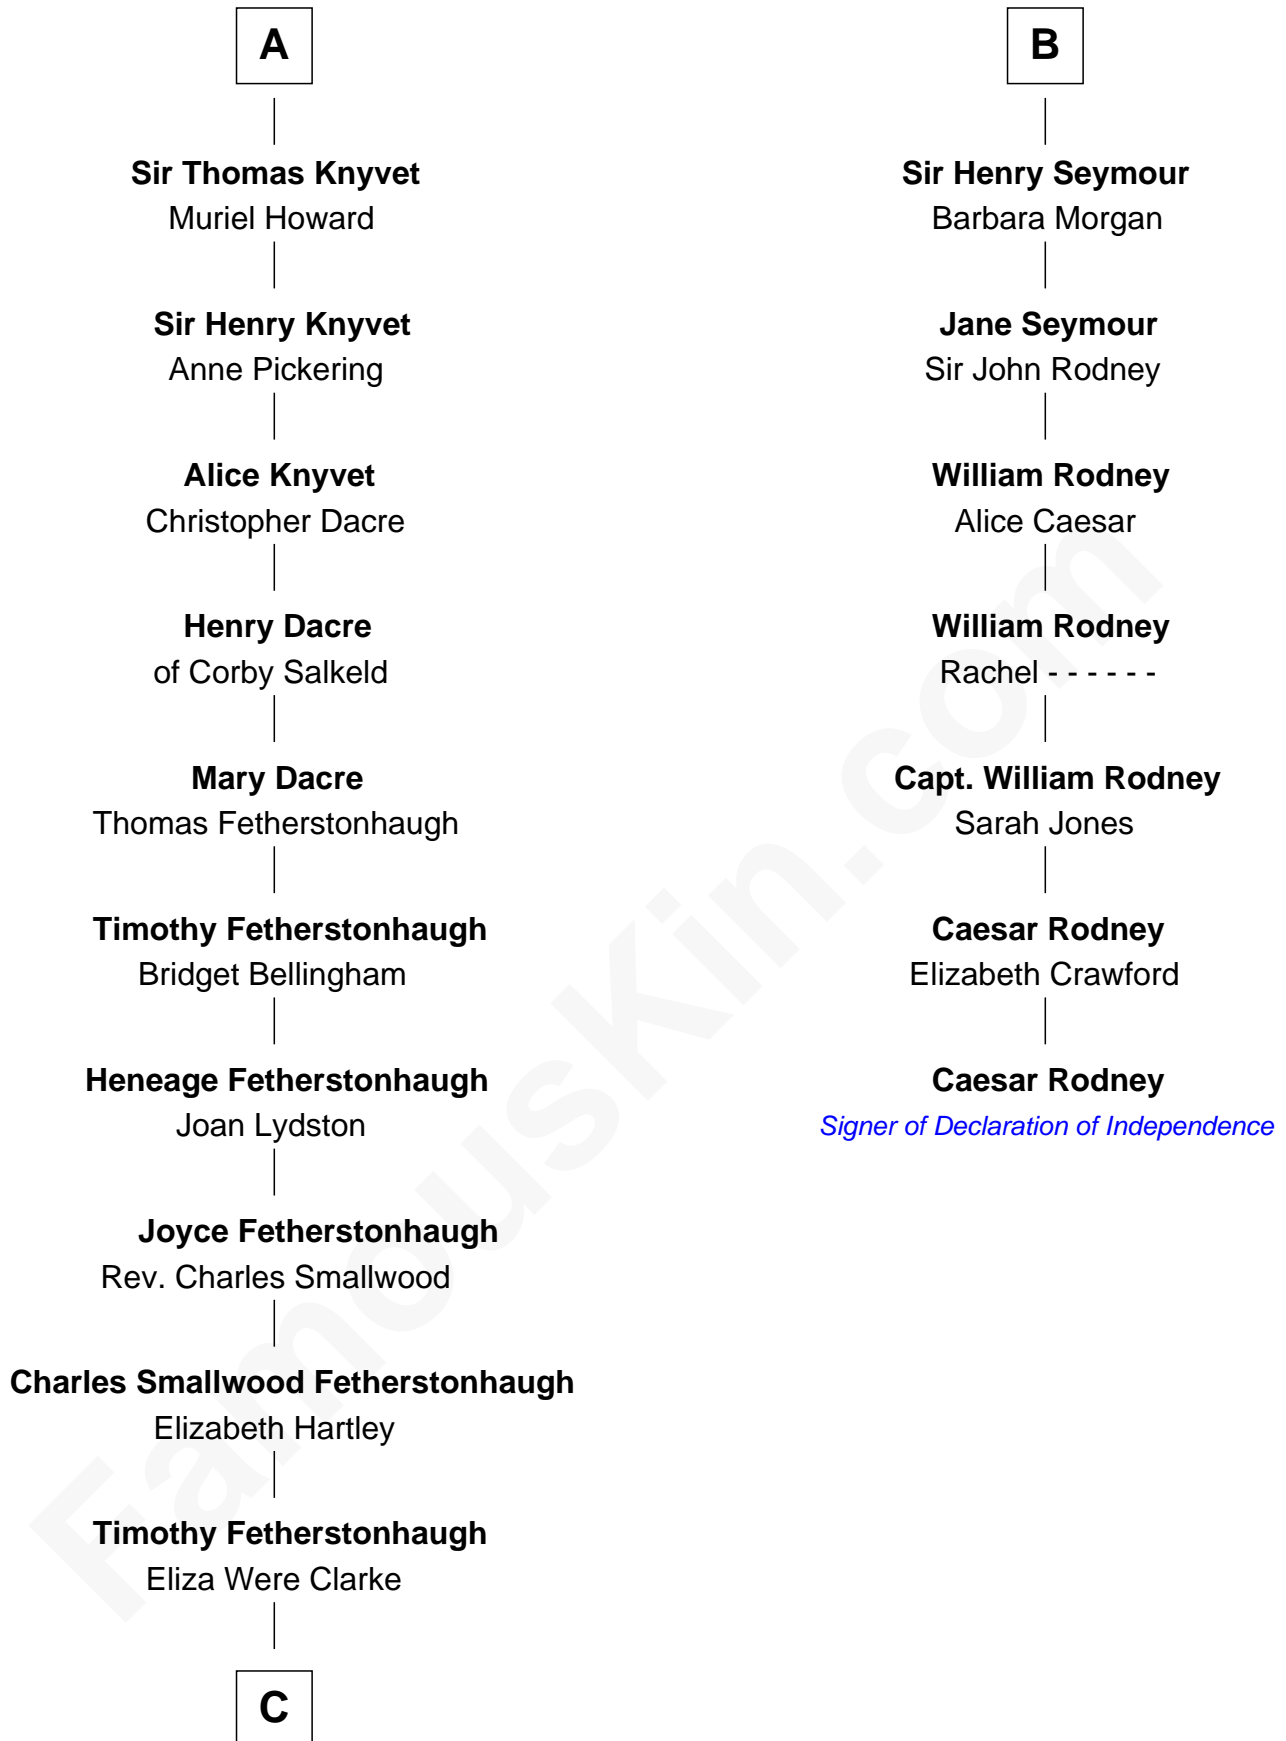 A
Sir Thomas Knyvet
Muriel Howard
Sir Henry Knyvet
Anne Pickering
Alice Knyvet
Christopher Dacre
Henry Dacre
of Corby Salkeld
Mary Dacre
Thomas Fetherstonhaugh
Timothy Fetherstonhaugh
Bridget Bellingham
Heneage Fetherstonhaugh
Joan Lydston
Joyce Fetherstonhaugh
Rev. Charles Smallwood
Charles Smallwood Fetherstonhaugh
Elizabeth Hartley
Timothy Fetherstonhaugh
Eliza Were Clarke
C
B
Sir Henry Seymour
Barbara Morgan
Jane Seymour
Sir John Rodney
William Rodney
Alice Caesar
William Rodney
Rachel - - - - - -
Capt. William Rodney
Sarah Jones
Caesar Rodney
Elizabeth Crawford
Caesar Rodney
Signer of Declaration of Independence
FamousKin.com